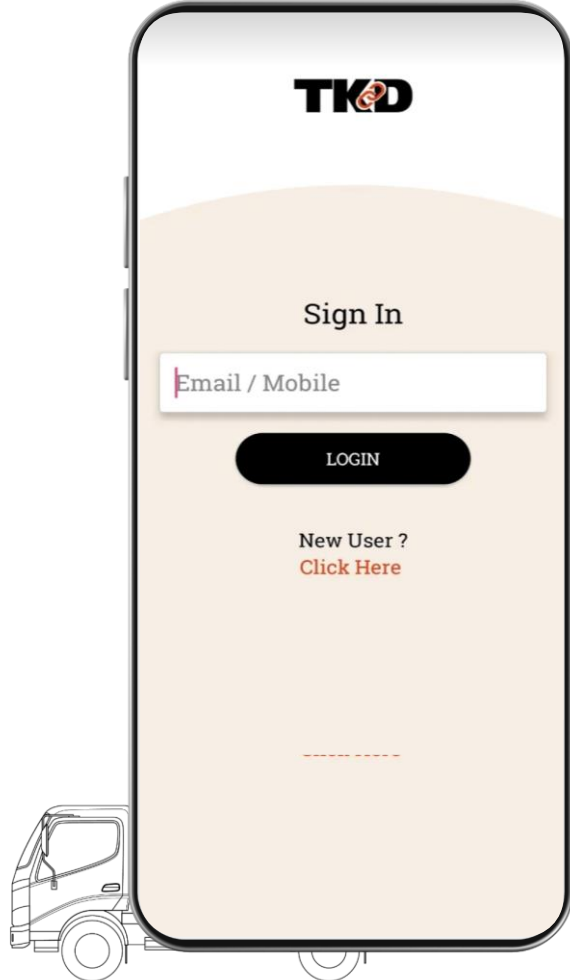 TKD
Sign In
Email / Mobile
LOGIN
New User ?
Click Here